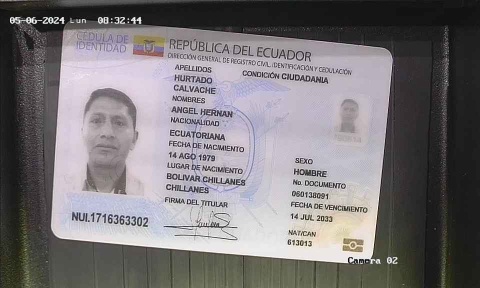 05-06-2024 Lun 08:32:44
CÉDULA DE
IDENTIDAD
REPÚBLICA DEL ECUADOR
DIRECCIÓN GENERAL DE REGISTRO CIVIL, IDENTIFICACIÓN Y CEDULACIÓN
APELLIDOS
CONDICIÓN CIUDADANIA
HURTADO
CALVACHE
NOMBRES
ANGEL HERNAN
NACIONALIDAD
ECUATORIANA
FECHA DE NACIMIENTO
14 AGO 1979
LUGAR DE NACIMIENTO
BOLIVAR CHILLANES
CHILLANES
FIRMA DEL TITULAR
SEXO
HOMBRE
No. DOCUMENTO
060138091
FECHA DE VENCIMIENTO
14 JUL 2033
NAT/CAN
613013
NUI.1716363302
Camera 02